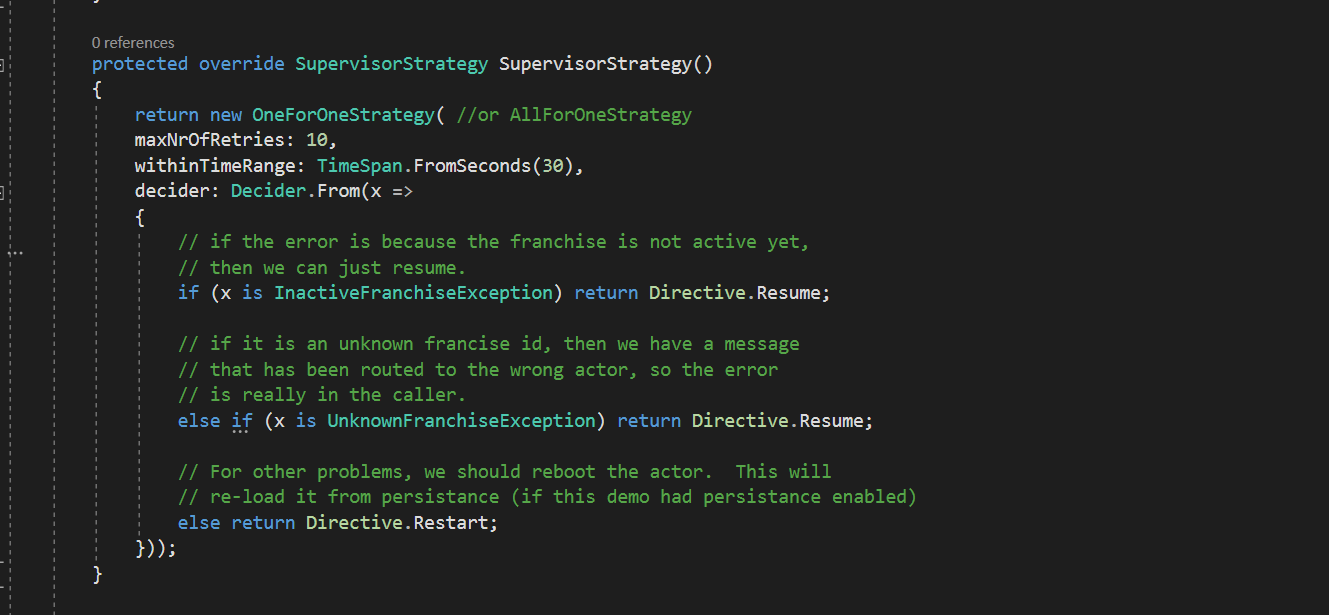 0 references
protected override SupervisorStrategy SupervisorStrategy()
{
return new OneForOneStrategy( //or AllForOneStrategy
maxNrOfRetries: 10,
withinTimeRange: TimeSpan.FromSeconds(30),
decider: Decider.From(x =>
{
// if the error is because the franchise is not active yet,
// then we can just resume.
if (x is InactiveFranchiseException) return Directive.Resume;
// if it is an unknown francise id, then we have a message
// that has been routed to the wrong actor, so the error
// is really in the caller.
else if (x is UnknownFranchiseException) return Directive.Resume;
// For other problems, we should reboot the actor.  This will
// re-load it from persistance (if this demo had persistance enabled)
else return Directive.Restart;
}));
}